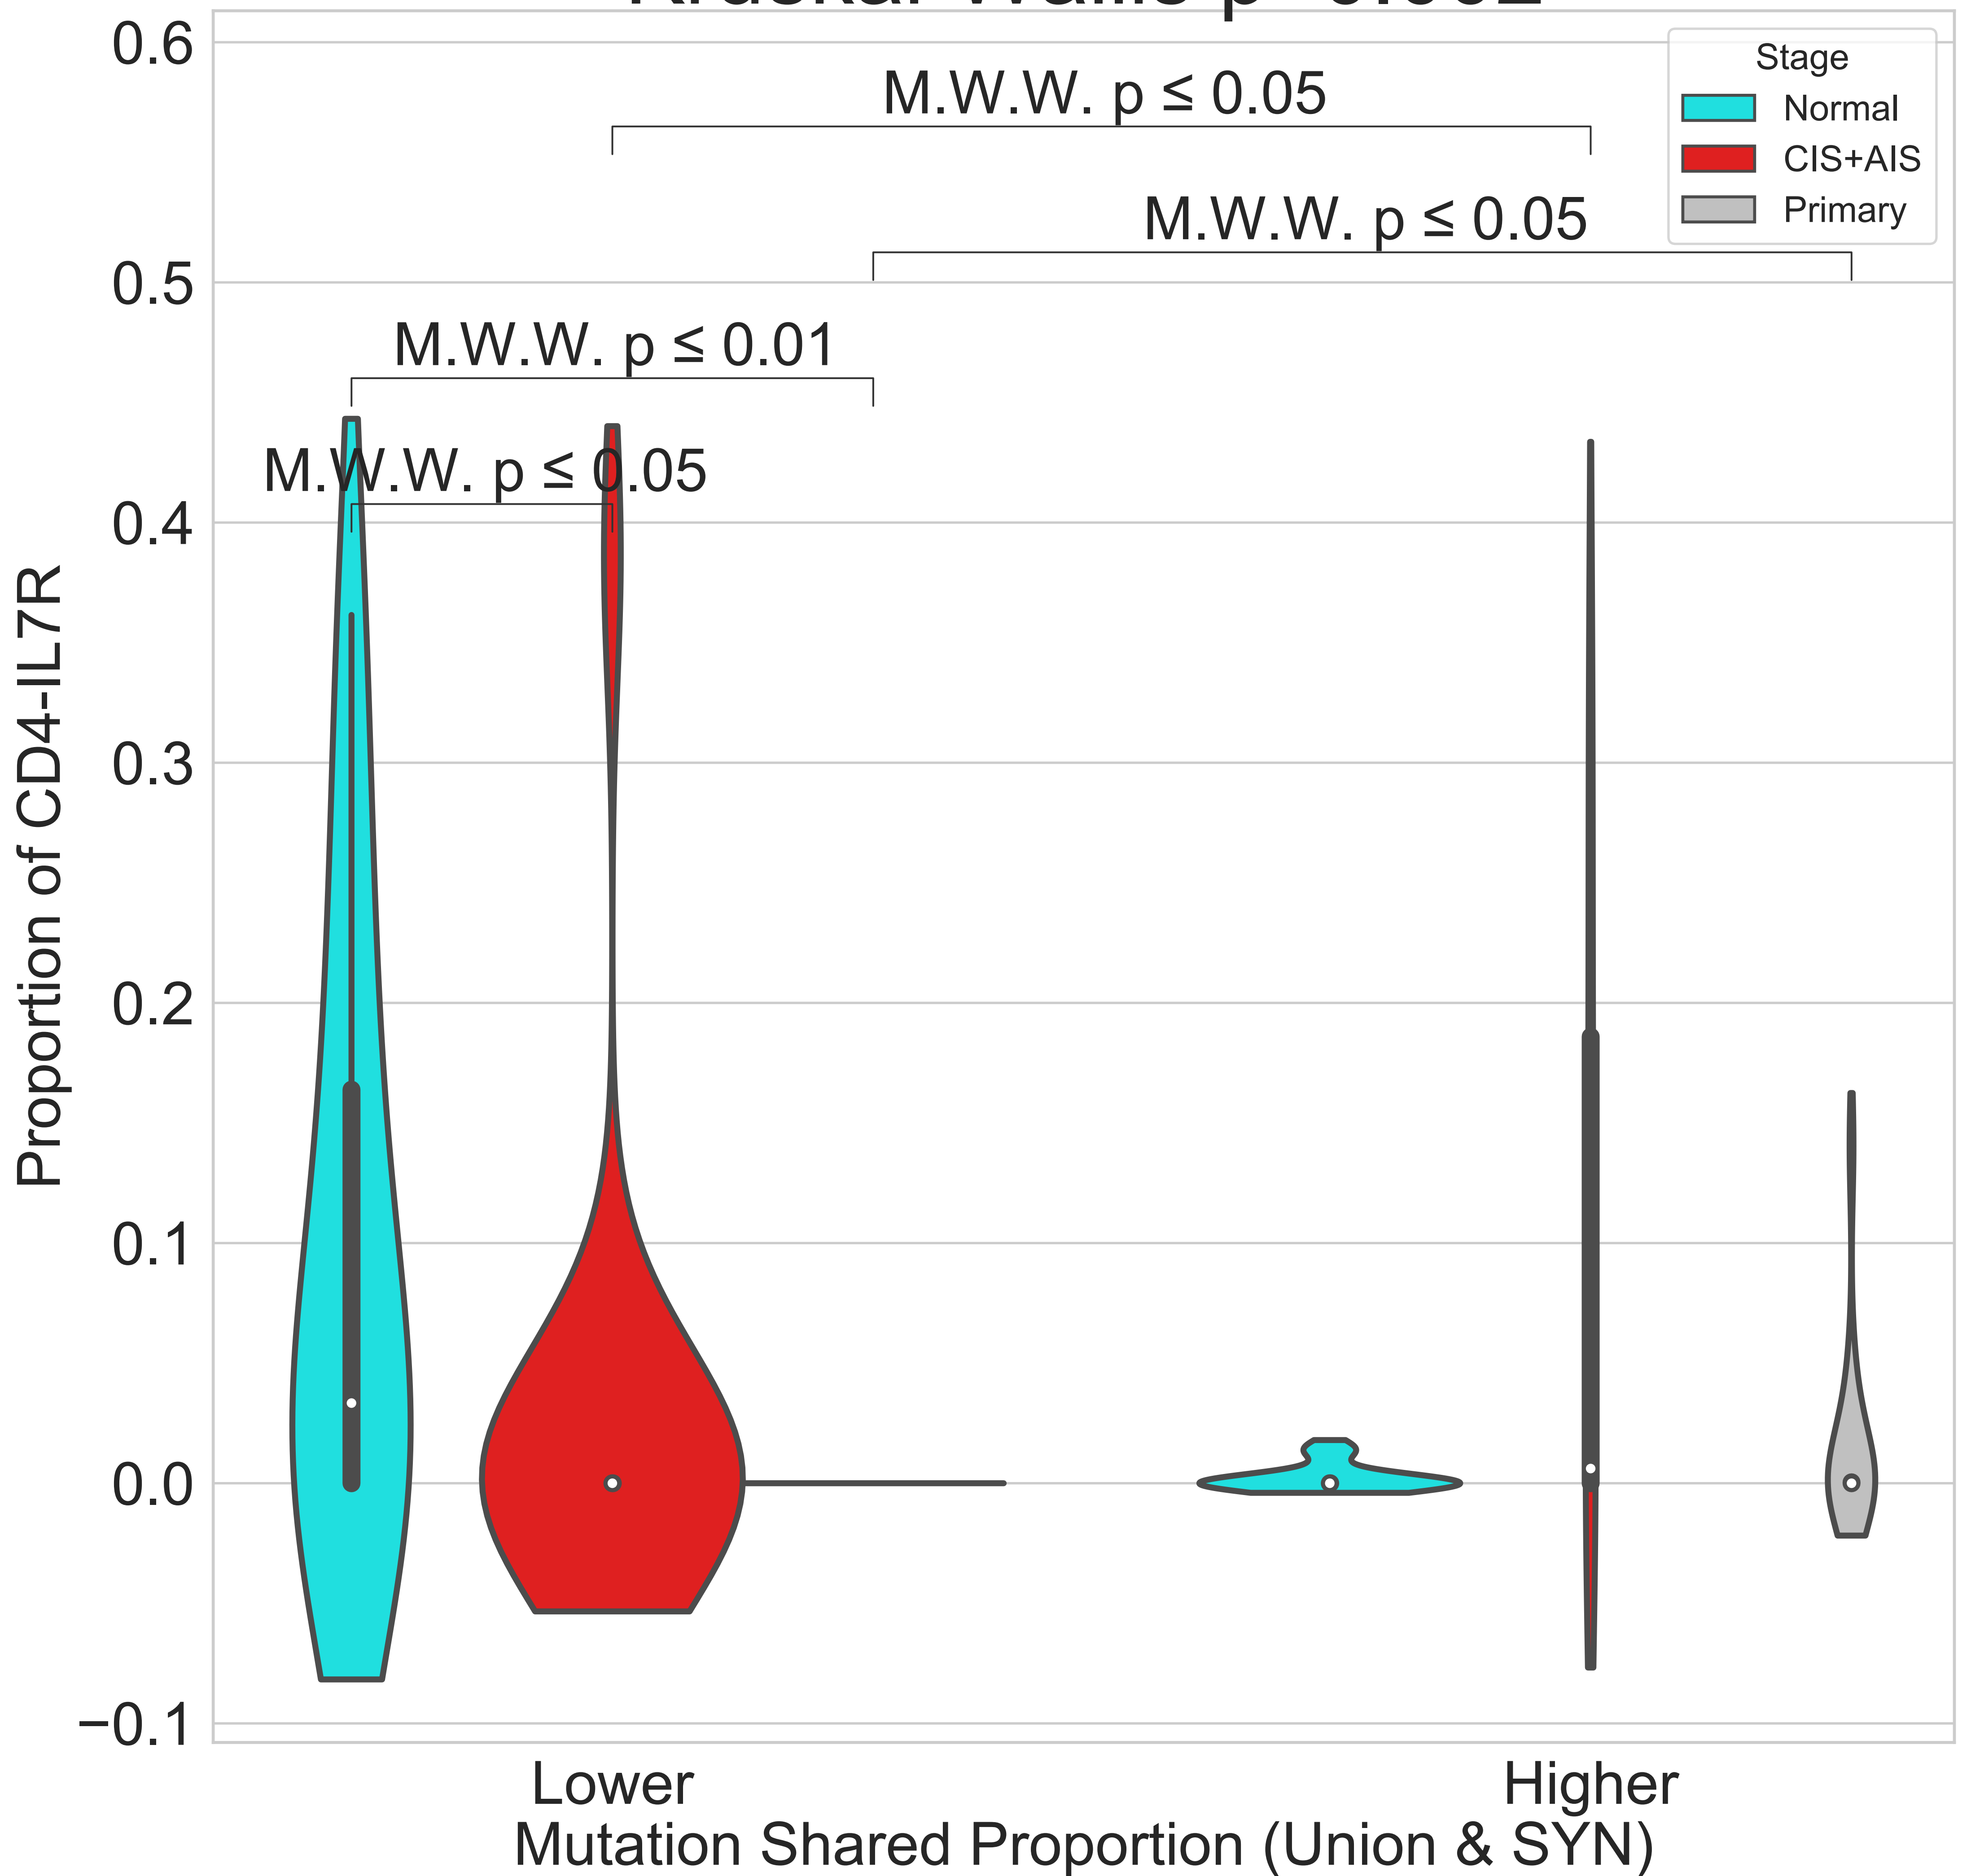 0.6
0.5
0.4
0.3
0.2
0.1
0.0
−0.1
Proportion of CD4-IL7R
M.W.W. p ≤ 0.05
M.W.W. p ≤ 0.05
M.W.W. p ≤ 0.01
M.W.W. p ≤ 0.05
Stage
Normal
CIS+AIS
Primary
Lower
Higher
Mutation Shared Proportion (Union & SYN)